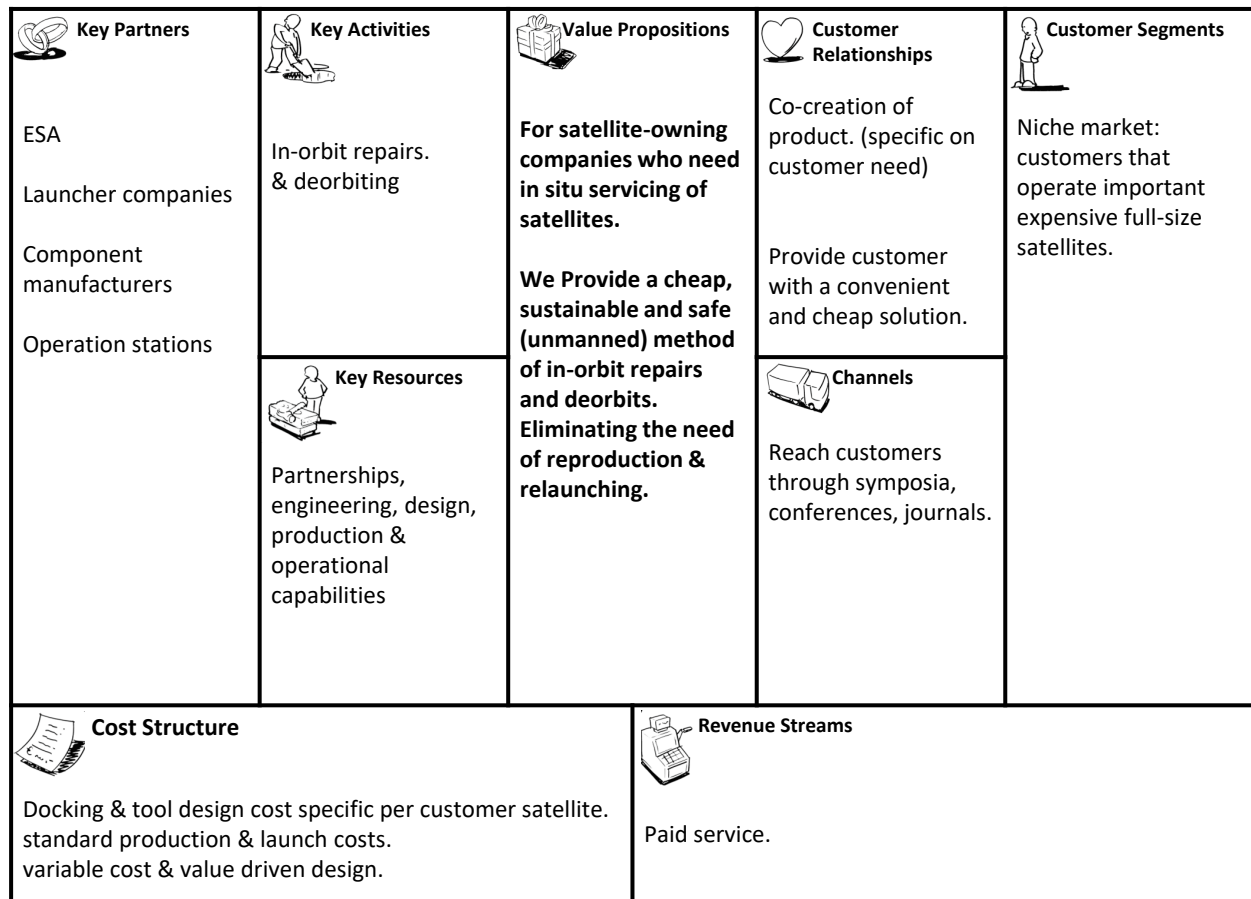 Key Partners
ESA
Launcher companies
Component
manufacturers
Operation stations
Key Activities
In-orbit repairs.
& deorbiting
Key Resources
Partnerships,
engineering, design,
production &
operational
capabilities
Value Propositions
For satellite-owning
companies who need
in situ servicing of
satellites.
We Provide a cheap,
sustainable and safe
(unmanned) method
of in-orbit repairs
and deorbits.
Eliminating the need
of reproduction &
relaunching.
Customer
Relationships
Co-creation of
product. (specific on
customer need)
Provide customer
with a convenient
and cheap solution.
Channels
Reach customers
through symposia,
conferences, journals.
Customer Segments
Niche market:
customers that
operate important
expensive full-size
satellites.
Cost Structure
Docking & tool design cost specific per customer satellite.
standard production & launch costs.
variable cost & value driven design.
Revenue Streams
Paid service.